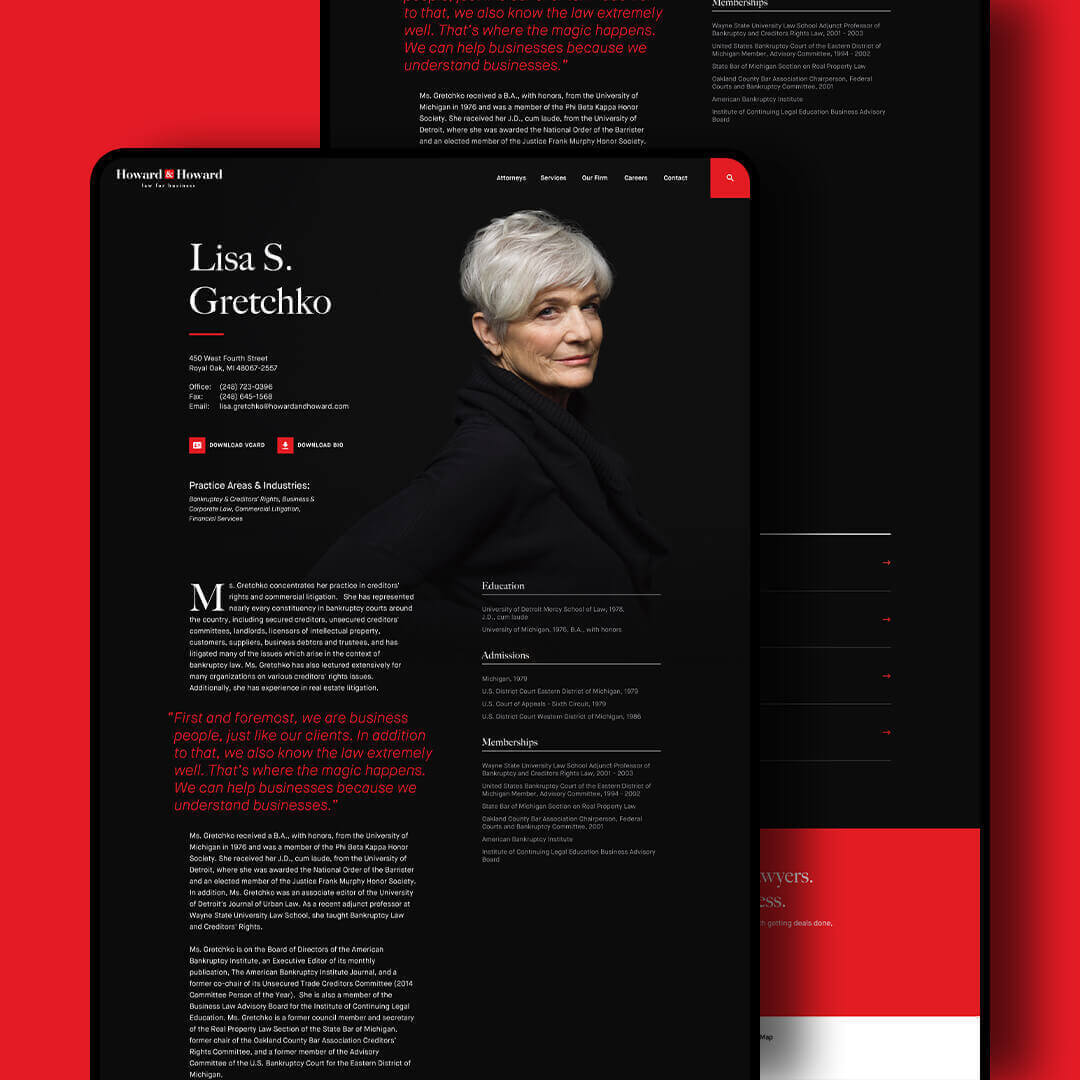 people, just like our clients. In addition
to that, we also know the law extremely
well. That's where the magic happens.
We can help businesses because we
understand businesses."
Ms. Gretchko received a B.A., with honors, from the University of
Michigan in 1976 and was a member of the Phi Beta Kappa Honor
Society. She received her J.D., cum laude, from the University of
Detroit, where she was awarded the National Order of the Barrister
and an elected member of the Justice Frank Murphy Honor Society.
Memberships
Wayne State University Law School Adjunct Professor of
Bankruptcy and Creditors Rights Law, 2001 - 2003
United States Bankruptcy Court of the Eastern District of
Michigan Member, Advisory Committee, 1994 - 2002
State Bar of Michigan Section on Real Property Law
Oakland County Bar Association Chairperson, Federal
Courts and Bankruptcy Committee, 2001
American Bankruptcy Institute
Institute of Continuing Legal Education Business Advisory
Board
Howard & Howard
law for business
Attorneys Services Our Firm Careers Contact
Lisa S.
Gretchko
450 West Fourth Street
Royal Oak, MI 48067-2557
Office: (248) 723-0396
Fax: (248) 645-1568
Email: lisa.gretchko@howardandhoward.com
DOWNLOAD VCARD DOWNLOAD BIO
Practice Areas & Industries:
Bankruptcy & Creditors' Rights, Business &
Corporate Law, Commercial Litigation,
Financial Services
Ms. Gretchko concentrates her practice in creditors'
rights and commercial litigation. She has represented
nearly every constituency in bankruptcy courts around
the country, including secured creditors, unsecured creditors'
committees, landlords, licensors of intellectual property,
customers, suppliers, business debtors and trustees, and has
litigated many of the issues which arise in the context of
bankruptcy law. Ms. Gretchko has also lectured extensively for
many organizations on various creditors' rights issues.
Additionally, she has experience in real estate litigation.
"First and foremost, we are business
people, just like our clients. In addition
to that, we also know the law extremely
well. That's where the magic happens.
We can help businesses because we
understand businesses."
Ms. Gretchko received a B.A., with honors, from the University of
Michigan in 1976 and was a member of the Phi Beta Kappa Honor
Society. She received her J.D., cum laude, from the University of
Detroit, where she was awarded the National Order of the Barrister
and an elected member of the Justice Frank Murphy Honor Society.
In addition, Ms. Gretchko was an associate editor of the University
of Detroit's Journal of Urban Law. As a recent adjunct professor at
Wayne State University Law School, she taught Bankruptcy Law
and Creditors' Rights.
Ms. Gretchko is on the Board of Directors of the American
Bankruptcy Institute, an Executive Editor of its monthly
publication, The American Bankruptcy Institute Journal, and a
former co-chair of its Unsecured Trade Creditors Committee (2014
Committee Person of the Year). She is also a member of the
Business Law Advisory Board for the Institute of Continuing Legal
Education. Ms. Gretchko is a former council member and secretary
of the Real Property Law Section of the State Bar of Michigan,
former chair of the Oakland County Bar Association Creditors'
Rights Committee, and a former member of the Advisory
Committee of the U.S. Bankruptcy Court for the Eastern District of
Michigan.
Education
University of Detroit Mercy School of Law, 1978,
J.D., cum laude
University of Michigan, 1976, B.A., with honors
Admissions
Michigan, 1979
U.S. District Court Eastern District of Michigan, 1979
U.S. Court of Appeals - Sixth Circuit, 1979
U.S. District Court Western District of Michigan, 1986
Memberships
Wayne State University Law School Adjunct Professor of
Bankruptcy and Creditors Rights Law, 2001 - 2003
United States Bankruptcy Court of the Eastern District of
Michigan Member, Advisory Committee, 1994 - 2002
State Bar of Michigan Section on Real Property Law
Oakland County Bar Association Chairperson, Federal
Courts and Bankruptcy Committee, 2001
American Bankruptcy Institute
Institute of Continuing Legal Education Business Advisory
Board
wyers.
ess.
th getting deals done,
Map